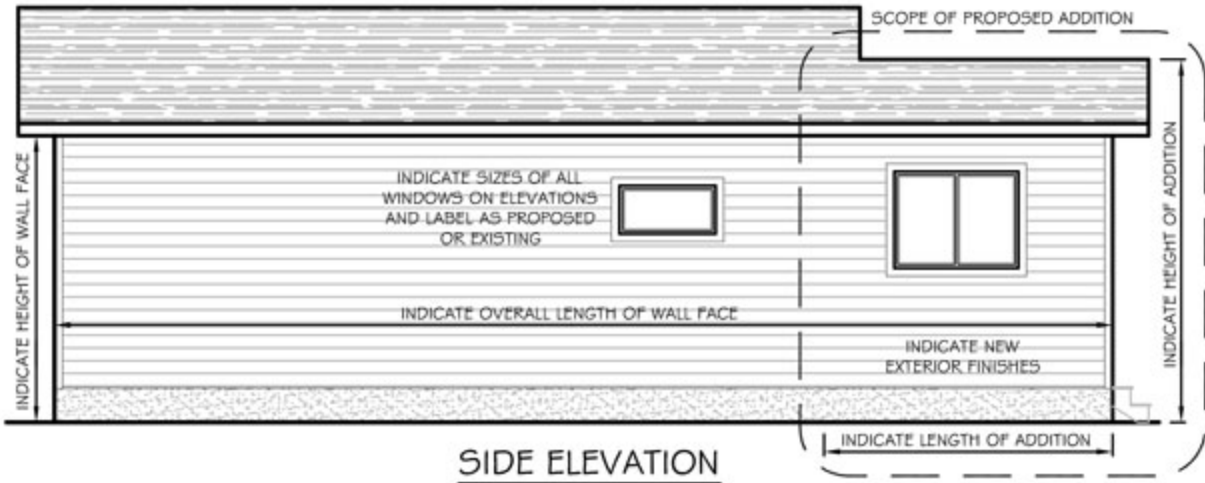 SCOPE OF PROPOSED ADDITION
INDICATE HEIGHT OF WALL FACE
INDICATE SIZES OF ALL
WINDOWS ON ELEVATIONS
AND LABEL AS PROPOSED
OR EXISTING
INDICATE HEIGHT OF ADDITION
INDICATE OVERALL LENGTH OF WALL FACE
INDICATE NEW
EXTERIOR FINISHES
INDICATE LENGTH OF ADDITION
SIDE ELEVATION